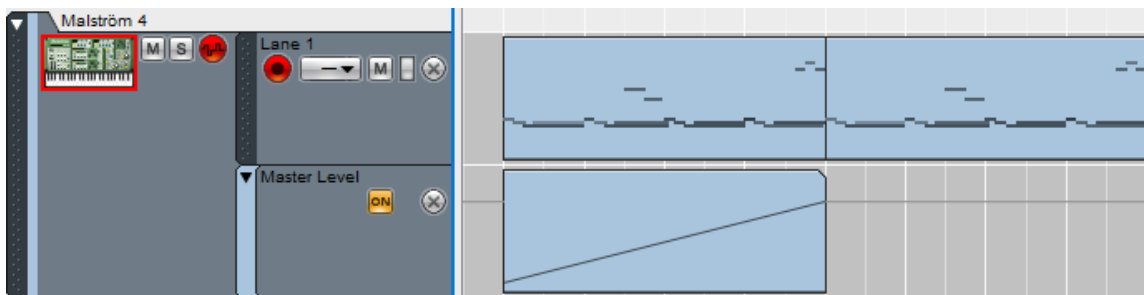 Malström 4
M S
Lane 1
M
Master Level
ON